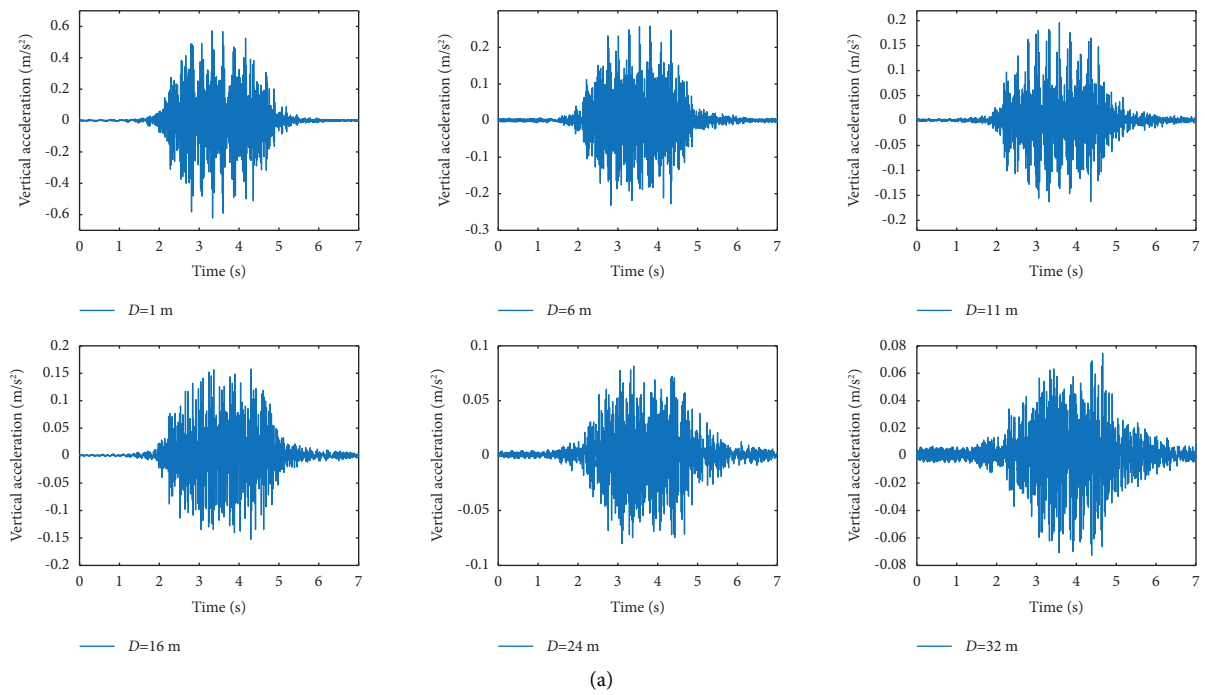 Vertical acceleration (m/s²)
0.6
0.4
0.2
0
-0.2
-0.4
-0.6
0 1 2 3 4 5 6 7
Time (s)
D=1 m
Vertical acceleration (m/s²)
0.2
0.1
0
-0.1
-0.2
-0.3
0 1 2 3 4 5 6 7
Time (s)
D=6 m
Vertical acceleration (m/s²)
0.2
0.15
0.1
0.05
0
-0.05
-0.1
-0.15
-0.2
0 1 2 3 4 5 6 7
Time (s)
D=11 m
Vertical acceleration (m/s²)
0.2
0.15
0.1
0.05
0
-0.05
-0.1
-0.15
-0.2
0 1 2 3 4 5 6 7
Time (s)
D=16 m
Vertical acceleration (m/s²)
0.1
0.05
0
-0.05
-0.1
0 1 2 3 4 5 6 7
Time (s)
D=24 m
Vertical acceleration (m/s²)
0.08
0.06
0.04
0.02
0
-0.02
-0.04
-0.06
-0.08
0 1 2 3 4 5 6 7
Time (s)
D=32 m
(a)